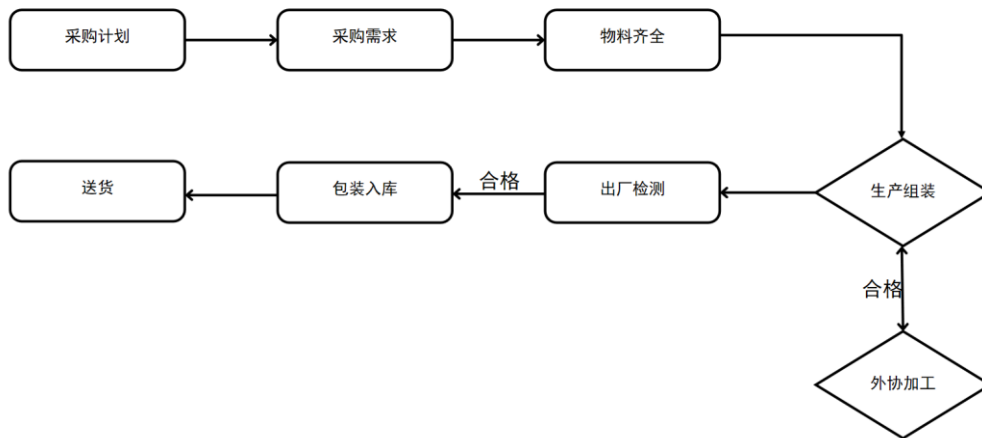 采购计划
采购需求
物料齐全
送货
包装入库
合格
出厂检测
生产组装
合格
外协加工